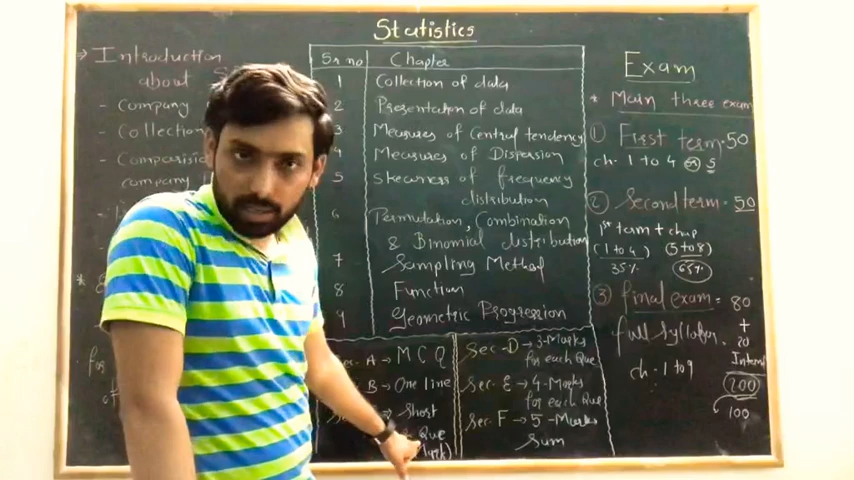 Statistics
→ Introduction
about
- Company
- Collection
- Comparisio
company
Sr no Chapter
1 Collection of data
2 Presentation of data
3 Measures of Central tendency
4 Measures of Dispersion
5 Skewness of frequency
distribution
6 Permutation, Combination
& Binomial distribution
7 Sampling Method
8 Function
9 Geometric Progression
Sec. A → M C Q
B → One line
→ Short
Que
Sec-D → 3-Marks
for each Que
Sec. E → 4-Marks
for each Que
Sec. F → 5-Marks
Sum
Exam
* Main three exam
① First term. 50
ch. 1 to 4 or 5
② Second term = 50
1st term + chap
(1 to 4) (5 to 8)
35% 65%
③ final exam = 80
full syllabus. + 20
ch. 1 to 9 Intern
200
100